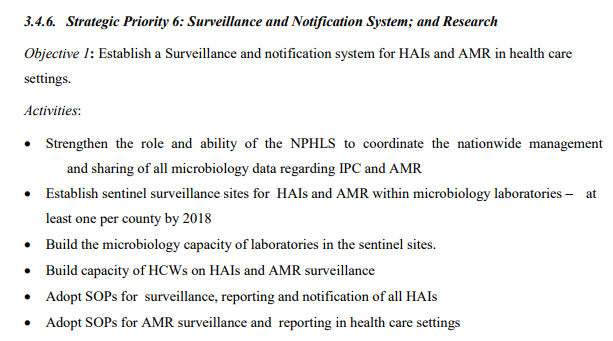 3.4.6. Strategic Priority 6: Surveillance and Notification System; and Research
Objective 1: Establish a Surveillance and notification system for HAIs and AMR in health care
settings.
Activities:
• Strengthen the role and ability of the NPHLS to coordinate the nationwide management
and sharing of all microbiology data regarding IPC and AMR
• Establish sentinel surveillance sites for HAIs and AMR within microbiology laboratories – at
least one per county by 2018
• Build the microbiology capacity of laboratories in the sentinel sites.
• Build capacity of HCWs on HAIs and AMR surveillance
• Adopt SOPs for surveillance, reporting and notification of all HAIs
• Adopt SOPs for AMR surveillance and reporting in health care settings